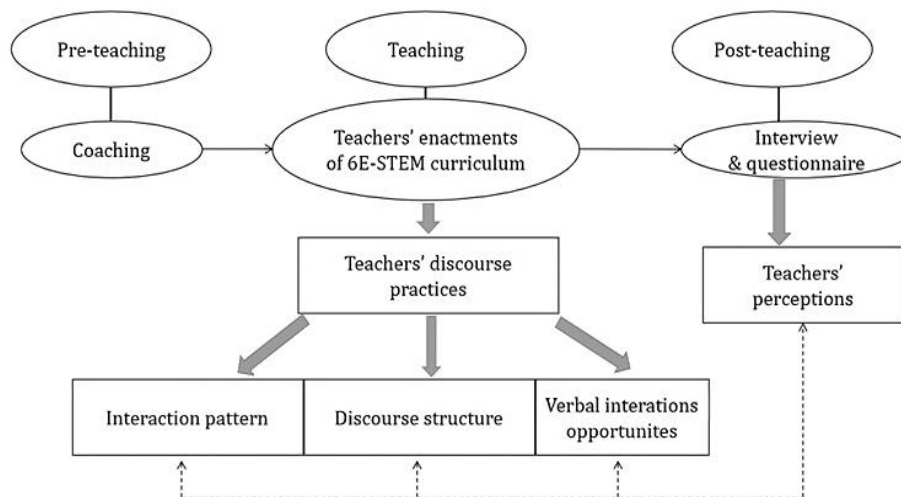 Pre-teaching
Teaching
Post-teaching
Coaching
Teachers' enactments
of 6E-STEM curriculum
Interview
& questionnaire
Teachers' discourse
practices
Teachers'
perceptions
Interaction pattern
Discourse structure
Verbal interations
opportunites